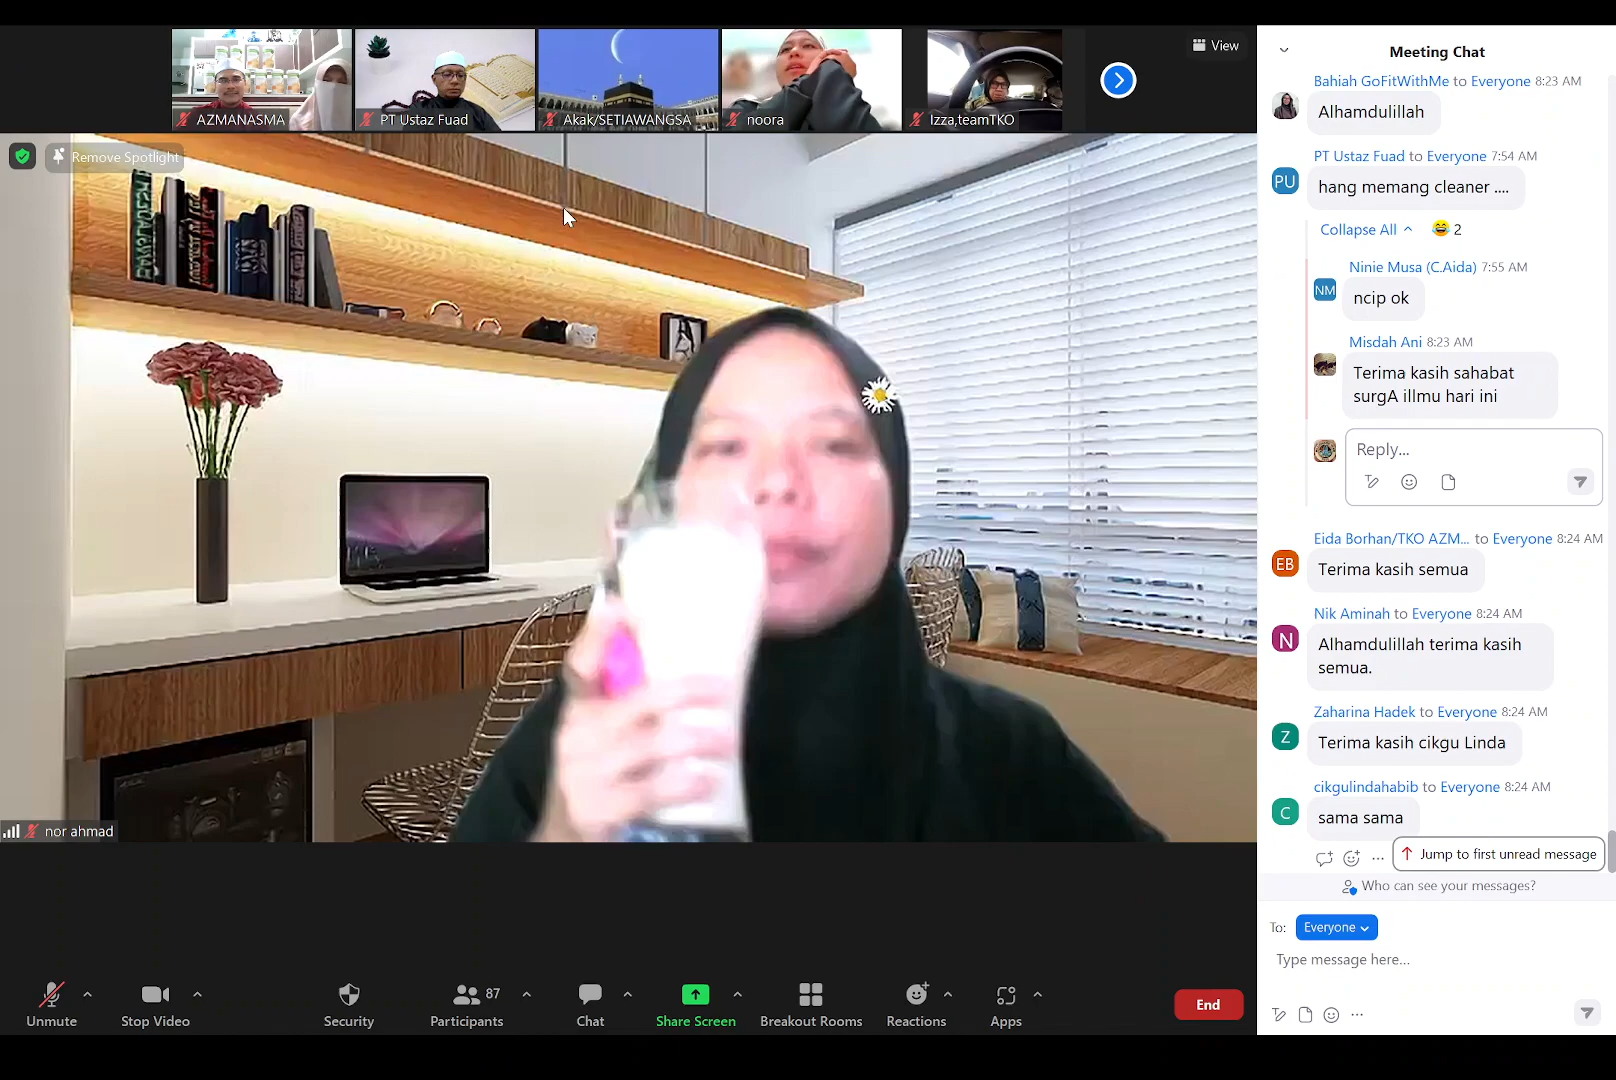 View
AZMANASMA
PT Ustaz Fuad
Akak/SETIAWANGSA
noora
Izza,teamTKO
Remove Spotlight
nor ahmad
Unmute
Stop Video
Security
87
Participants
Chat
Share Screen
Breakout Rooms
Reactions
Apps
End
Meeting Chat
Bahiah GoFitWithMe to Everyone 8:23 AM
Alhamdulillah
PT Ustaz Fuad to Everyone 7:54 AM
PU
hang memang cleaner ....
Collapse All
2
Ninie Musa (C.Aida) 7:55 AM
NM
ncip ok
Misdah Ani 8:23 AM
Terima kasih sahabat
surgA illmu hari ini
Reply...
Eida Borhan/TKO AZM... to Everyone 8:24 AM
EB
Terima kasih semua
Nik Aminah to Everyone 8:24 AM
N
Alhamdulillah terima kasih
semua.
Zaharina Hadek to Everyone 8:24 AM
Z
Terima kasih cikgu Linda
cikgulindahabib to Everyone 8:24 AM
C
sama sama
Jump to first unread message
Who can see your messages?
To: Everyone
Type message here...